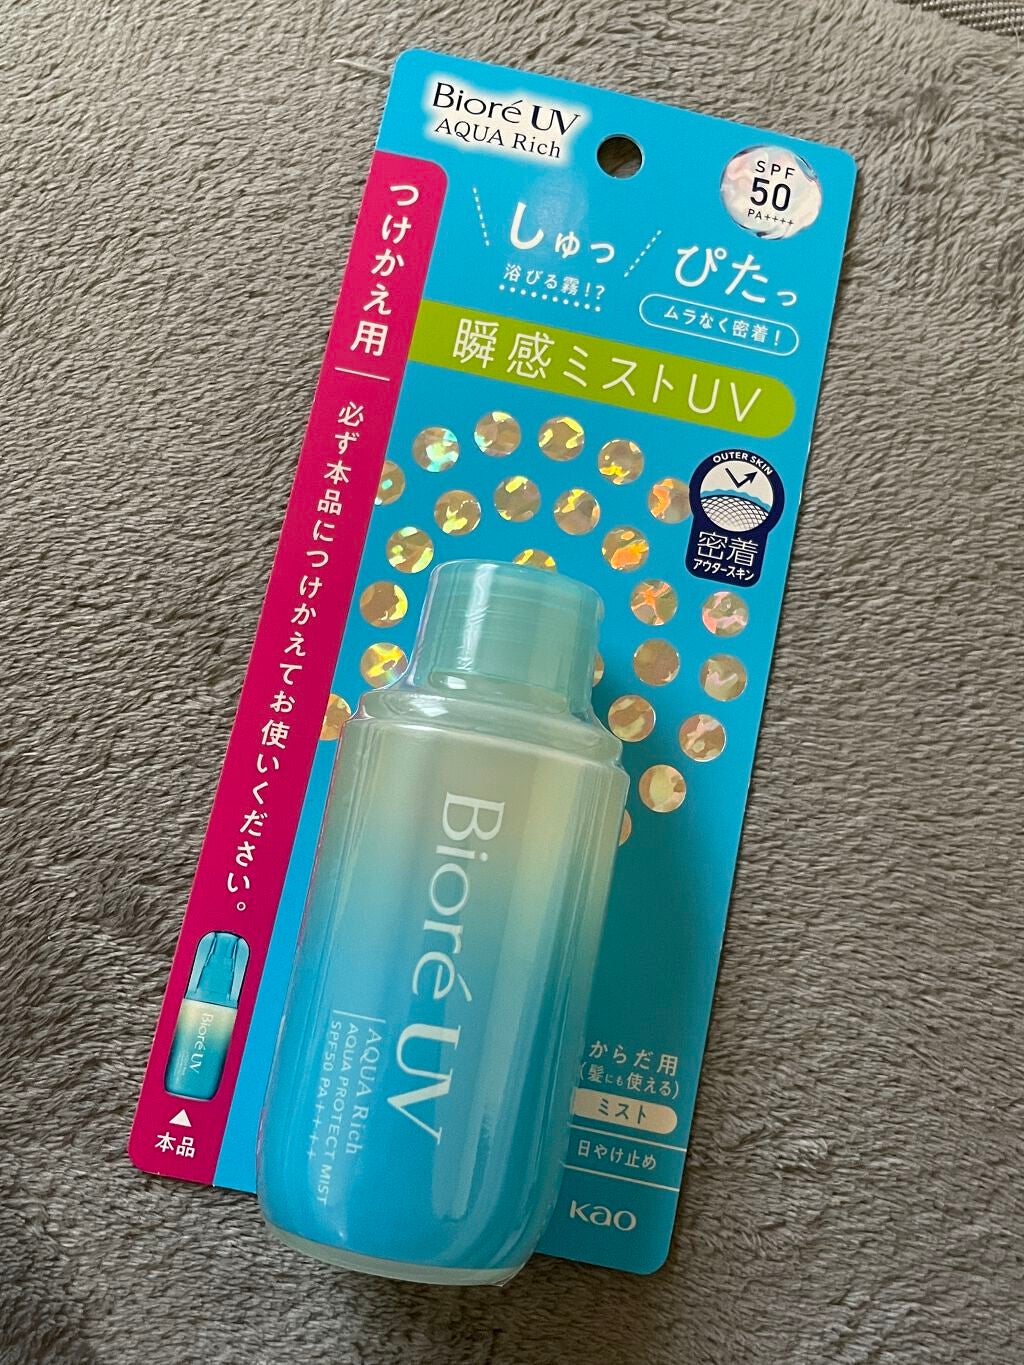 Bioré UV
AQUA Rich
SPF
50
PA++++
しゅっ
浴びる霧!?
ぴたっ
ムラなく密着!
瞬感ミストUV
OUTER SKIN
密着
アウタースキン
つけかえ用
必ず本品につけかえてお使いください。
Bioré UV
▲
本品
Bioré UV
AQUA Rich
AQUA PROTECT MIST
SPF50 PA++++
からだ用
(髪にも使える)
ミスト
日やけ止め
Kao